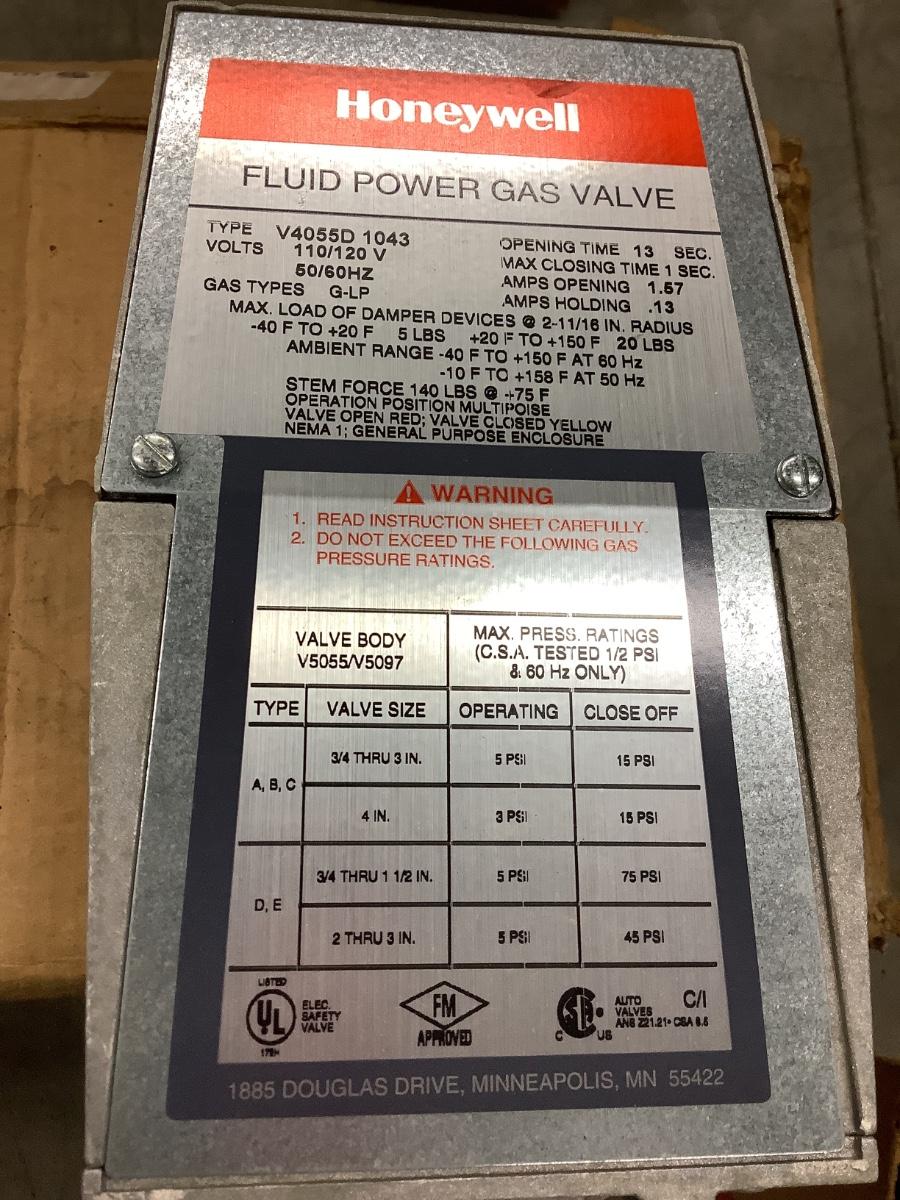 Honeywell
FLUID POWER GAS VALVE
TYPE V4055D 1043
VOLTS 110/120 V
50/60HZ
GAS TYPES G-LP
OPENING TIME 13 SEC.
MAX CLOSING TIME 1 SEC.
AMPS OPENING 1.57
AMPS HOLDING .13
MAX. LOAD OF DAMPER DEVICES @ 2-11/16 IN. RADIUS
-40 F TO +20 F 5 LBS +20 F TO +150 F 20 LBS
AMBIENT RANGE -40 F TO +150 F AT 60 Hz
-10 F TO +158 F AT 50 Hz
STEM FORCE 140 LBS @ +75 F
OPERATION POSITION MULTIPOISE
VALVE OPEN RED; VALVE CLOSED YELLOW
NEMA 1; GENERAL PURPOSE ENCLOSURE
WARNING
1. READ INSTRUCTION SHEET CAREFULLY.
2. DO NOT EXCEED THE FOLLOWING GAS
PRESSURE RATINGS.
VALVE BODY
V5055/V5097
MAX. PRESS. RATINGS
(C.S.A. TESTED 1/2 PSI
& 60 Hz ONLY)
TYPE VALVE SIZE OPERATING CLOSE OFF
A, B, C
3/4 THRU 3 IN. 5 PSI 15 PSI
4 IN. 3 PSI 15 PSI
D, E
3/4 THRU 1 1/2 IN. 5 PSI 75 PSI
2 THRU 3 IN. 5 PSI 45 PSI
LISTED
UL
ELEC.
SAFETY
VALVE
FM
APPROVED
SA
C US
AUTO
VALVES
C/I
ANS Z21.21• CSA 6.5
1885 DOUGLAS DRIVE, MINNEAPOLIS, MN 55422